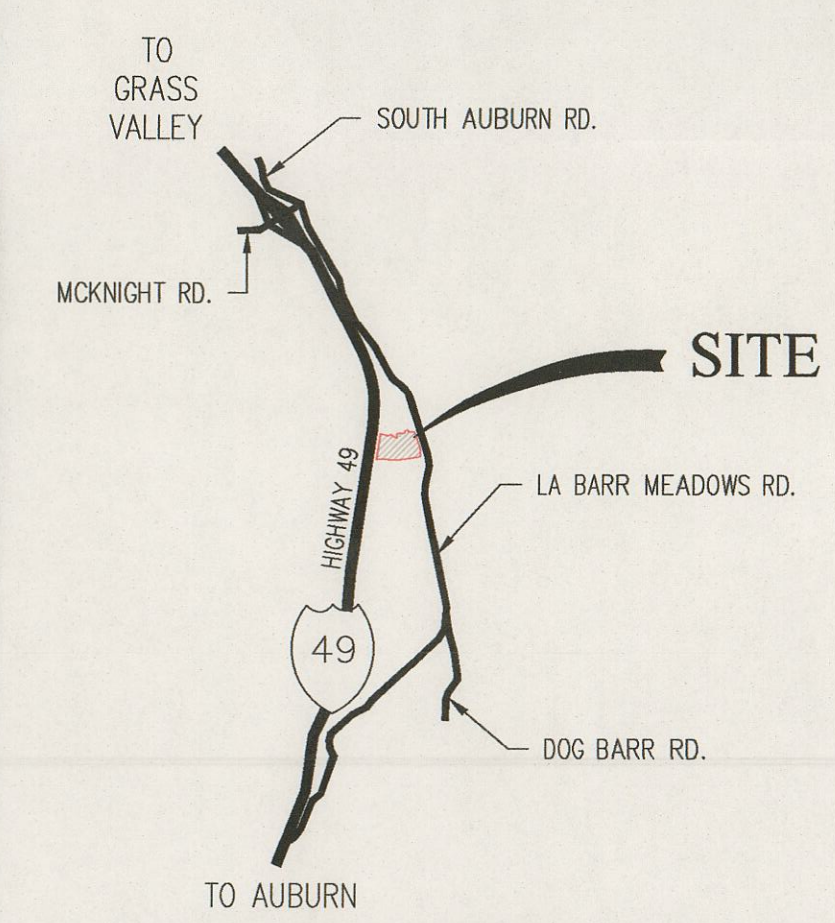 TO
GRASS
VALLEY
SOUTH AUBURN RD.
MCKNIGHT RD.
SITE
HIGHWAY 49
LA BARR MEADOWS RD.
49
DOG BARR RD.
TO AUBURN